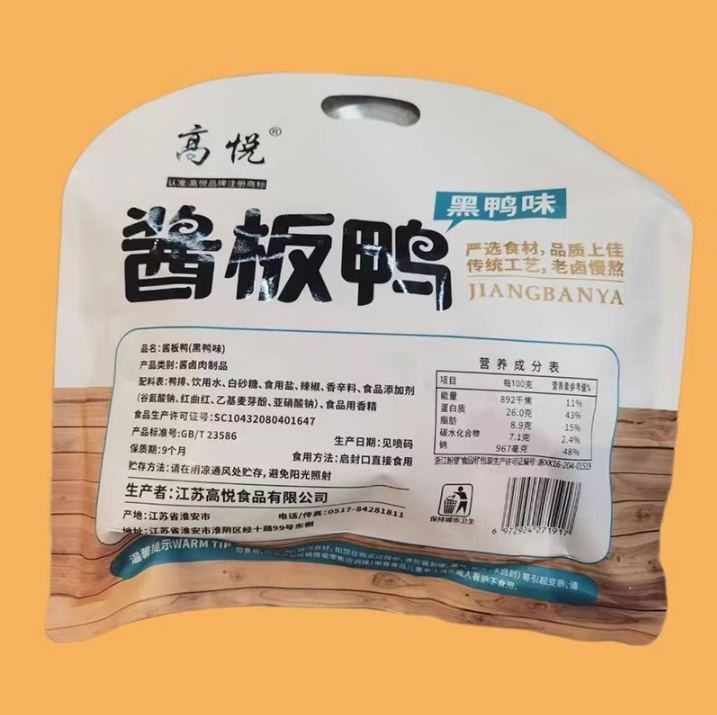 高悦®
认准:高悦品牌注册商标
黑鸭味
酱板鸭
严选食材,品质上佳
传统工艺,老卤慢熬
JIANGBANYA
品名:酱板鸭(黑鸭味)
产品类别:酱卤肉制品
配料表:鸭排、饮用水、白砂糖、食用盐、辣椒、香辛料、食品添加剂
(谷氨酸钠、红曲红、乙基麦芽酚、亚硝酸钠)、食品用香精
食品生产许可证号:SC10432080401647
产品标准号:GB/T 23586
生产日期:见喷码
保质期:9个月
食用方法:启封口直接食用
贮存方法:请在阴凉通风处贮存,避免阳光照射
生产者:江苏高悦食品有限公司
产地:江苏省淮安市
电话/传真:0517-84281811
地址:江苏省淮安市淮阴区经十路99号东侧
营养成分表
项目 每100克 营养素参考值%
能量 892千焦 11%
蛋白质 26.0克 43%
脂肪 8.9克 15%
碳水化合物 7.1克 2.4%
钠 967毫克 48%
保持城市卫生
温馨提示WARM TIP
引起变质,请